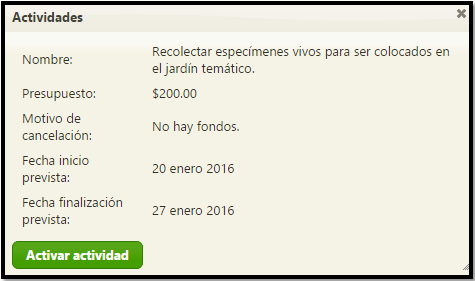 Actividades
Nombre: Recolectar especímenes vivos para ser colocados en
el jardín temático.
Presupuesto: $200.00
Motivo de
cancelación: No hay fondos.
Fecha inicio
prevista: 20 enero 2016
Fecha finalización
prevista: 27 enero 2016
Activar actividad